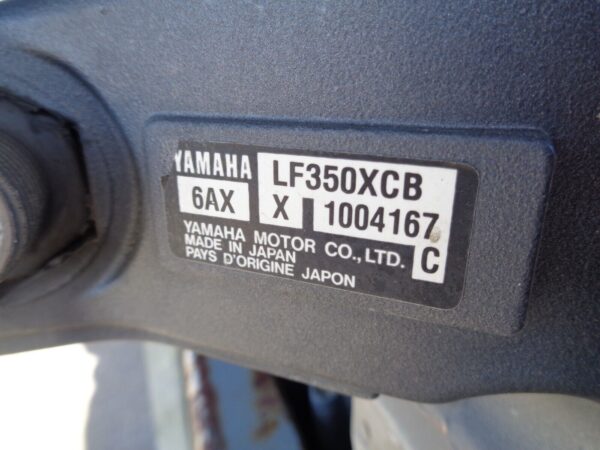 YAMAHA LF350XCB
6AX X 1004167
YAMAHA MOTOR CO., LTD.
MADE IN JAPAN
PAYS D'ORIGINE JAPON
C